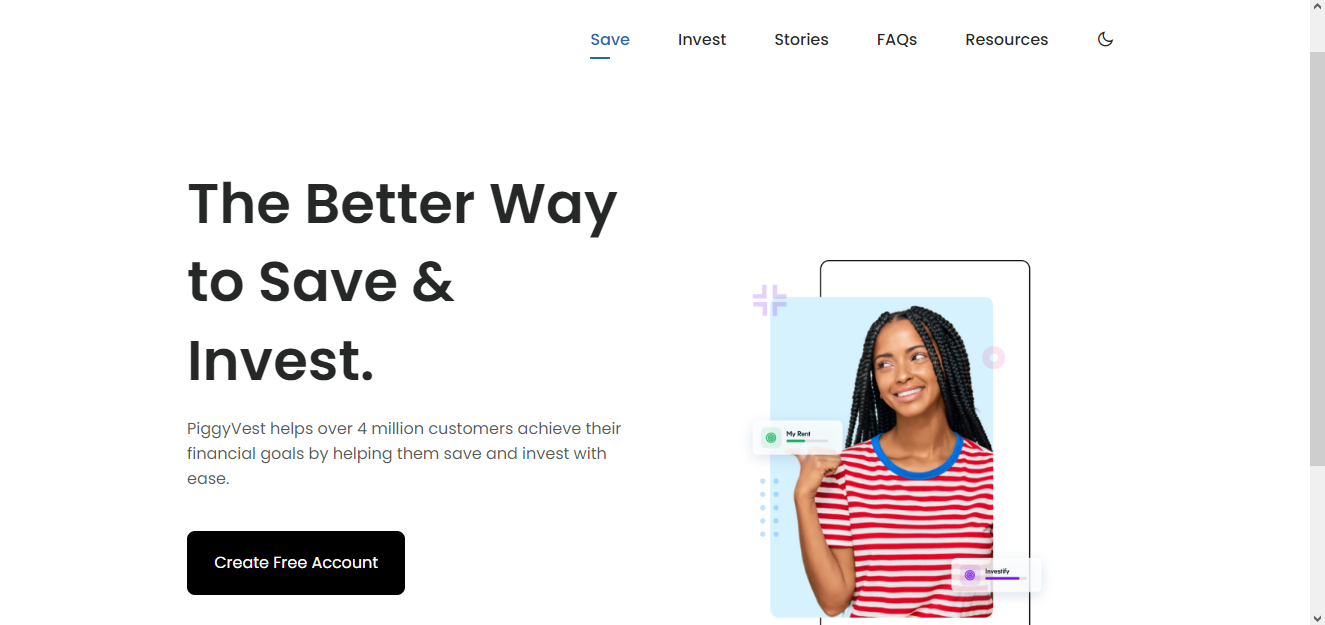 Save Invest Stories FAQs Resources
The Better Way
to Save &
Invest.
PiggyVest helps over 4 million customers achieve their
financial goals by helping them save and invest with
ease.
Create Free Account
My Rent
Investify